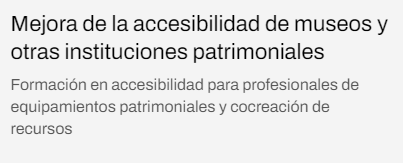 Mejora de la accesibilidad de museos y
otras instituciones patrimoniales
Formación en accesibilidad para profesionales de
equipamientos patrimoniales y cocreación de
recursos